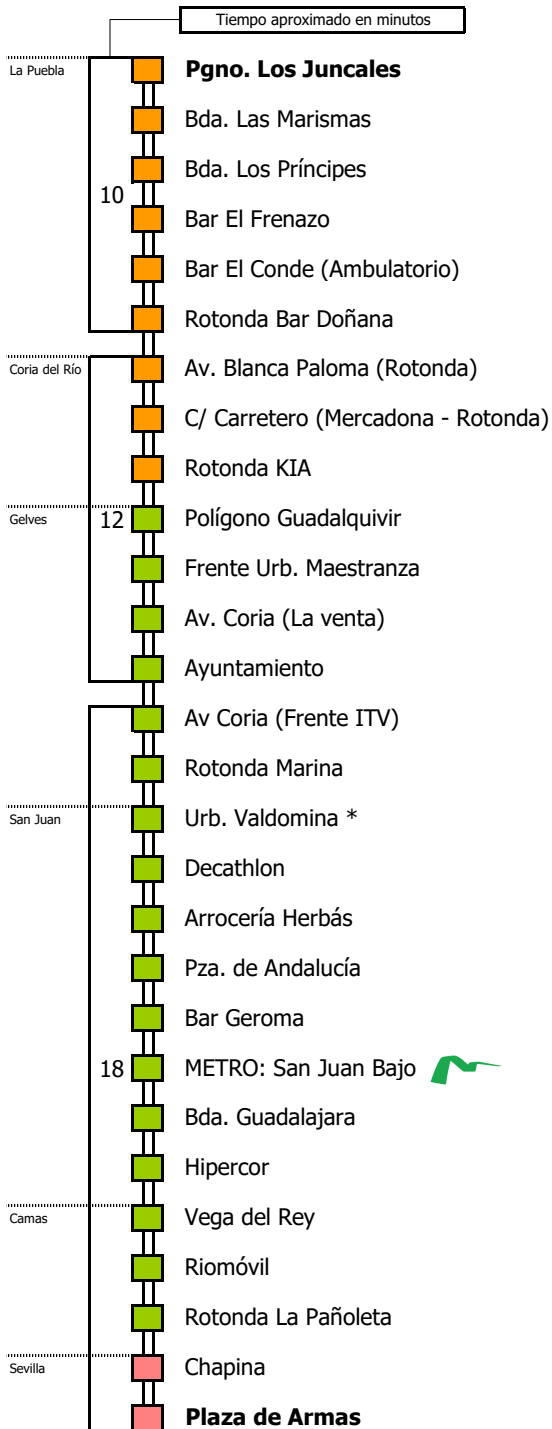 Tiempo aproximado en minutos
La Puebla
Pgno. Los Juncales
Bda. Las Marismas
Bda. Los Príncipes
10
Bar El Frenazo
Bar El Conde (Ambulatorio)
Rotonda Bar Doñana
Coria del Río
Av. Blanca Paloma (Rotonda)
C/ Carretero (Mercadona - Rotonda)
Rotonda KIA
Gelves
12
Polígono Guadalquivir
Frente Urb. Maestranza
Av. Coria (La venta)
Ayuntamiento
Av Coria (Frente ITV)
Rotonda Marina
San Juan
Urb. Valdomina *
Decathlon
Arrocería Herbás
Pza. de Andalucía
Bar Geroma
18
METRO: San Juan Bajo
Bda. Guadalajara
Hipercor
Camas
Vega del Rey
Riomóvil
Rotonda La Pañoleta
Sevilla
Chapina
Plaza de Armas